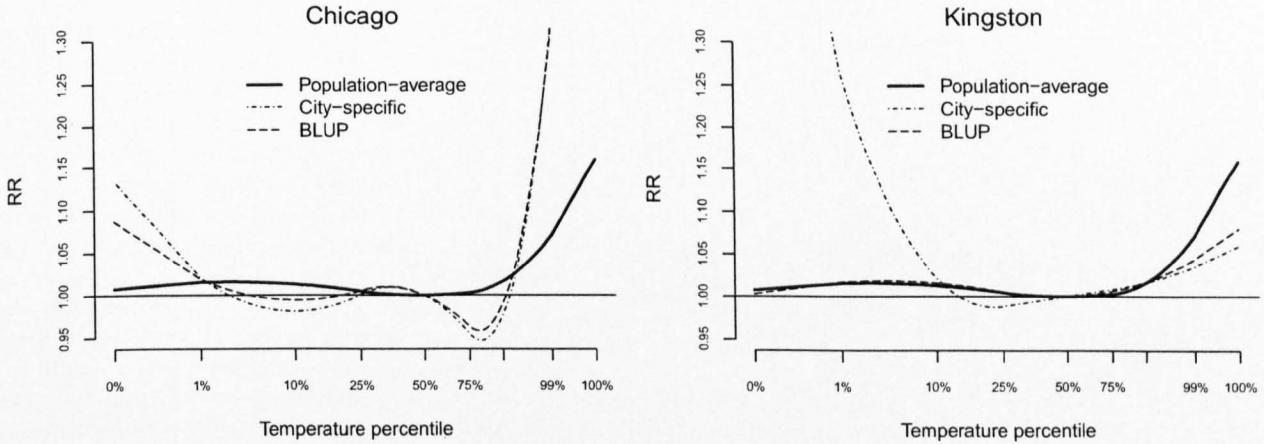 Chicago
RR
1.30
1.25
1.20
1.15
1.10
1.05
1.00
0.95
Population-average
City-specific
BLUP
0%
1%
10%
25%
50%
75%
99%
100%
Temperature percentile
Kingston
RR
1.30
1.25
1.20
1.15
1.10
1.05
1.00
0.95
Population-average
City-specific
BLUP
0%
1%
10%
25%
50%
75%
99%
100%
Temperature percentile